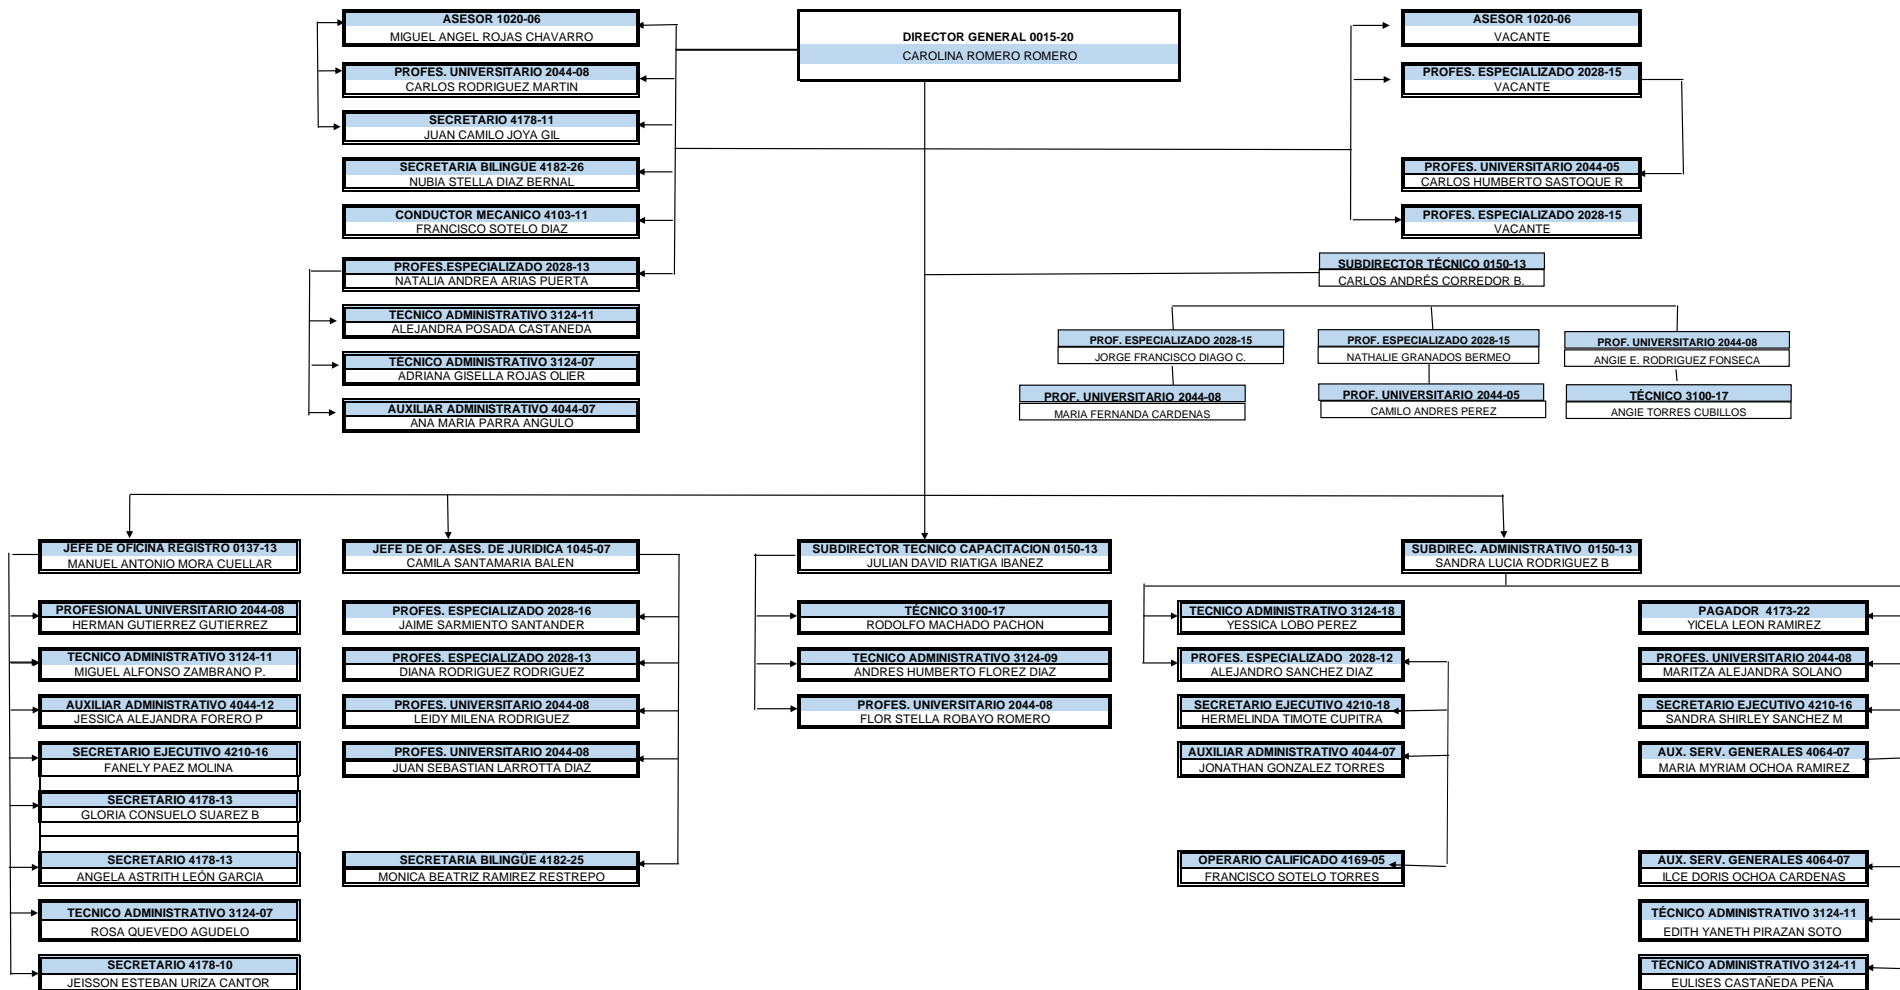 ASESOR 1020-06
MIGUEL ANGEL ROJAS CHAVARRO
PROFES. UNIVERSITARIO 2044-08
CARLOS RODRIGUEZ MARTIN
SECRETARIO 4178-11
JUAN CAMILO JOYA GIL
SECRETARIA BILINGÜE 4182-26
NUBIA STELLA DIAZ BERNAL
CONDUCTOR MECANICO 4103-11
FRANCISCO SOTELO DIAZ
PROFES.ESPECIALIZADO 2028-13
NATALIA ANDREA ARIAS PUERTA
TECNICO ADMINISTRATIVO 3124-11
ALEJANDRA POSADA CASTAÑEDA
TÉCNICO ADMINISTRATIVO 3124-07
ADRIANA GISELLA ROJAS OLIER
AUXILIAR ADMINISTRATIVO 4044-07
ANA MARIA PARRA ANGULO
DIRECTOR GENERAL 0015-20
CAROLINA ROMERO ROMERO
ASESOR 1020-06
VACANTE
PROFES. ESPECIALIZADO 2028-15
VACANTE
PROFES. UNIVERSITARIO 2044-05
CARLOS HUMBERTO SASTOQUE R
PROFES. ESPECIALIZADO 2028-15
VACANTE
SUBDIRECTOR TÉCNICO 0150-13
CARLOS ANDRÉS CORREDOR B.
PROF. ESPECIALIZADO 2028-15
JORGE FRANCISCO DIAGO C.
PROF. UNIVERSITARIO 2044-08
MARIA FERNANDA CARDENAS
PROF. ESPECIALIZADO 2028-15
NATHALIE GRANADOS BERMEO
PROF. UNIVERSITARIO 2044-05
CAMILO ANDRES PEREZ
PROF. UNIVERSITARIO 2044-08
ANGIE E. RODRIGUEZ FONSECA
TÉCNICO 3100-17
ANGIE TORRES CUBILLOS
JEFE DE OFICINA REGISTRO 0137-13
MANUEL ANTONIO MORA CUELLAR
PROFESIONAL UNIVERSITARIO 2044-08
HERMAN GUTIERREZ GUTIERREZ
TECNICO ADMINISTRATIVO 3124-11
MIGUEL ALFONSO ZAMBRANO P.
AUXILIAR ADMINISTRATIVO 4044-12
JESSICA ALEJANDRA FORERO P
SECRETARIO EJECUTIVO 4210-16
FANELY PAEZ MOLINA
SECRETARIO 4178-13
GLORIA CONSUELO SUAREZ B
SECRETARIO 4178-13
ANGELA ASTRITH LEÓN GARCIA
TECNICO ADMINISTRATIVO 3124-07
ROSA QUEVEDO AGUDELO
SECRETARIO 4178-10
JEISSON ESTEBAN URIZA CANTOR
JEFE DE OF. ASES. DE JURIDICA 1045-07
CAMILA SANTAMARIA BALEN
PROFES. ESPECIALIZADO 2028-16
JAIME SARMIENTO SANTANDER
PROFES. ESPECIALIZADO 2028-13
DIANA RODRIGUEZ RODRIGUEZ
PROFES. UNIVERSITARIO 2044-08
LEIDY MILENA RODRIGUEZ
PROFES. UNIVERSITARIO 2044-08
JUAN SEBASTIAN LARROTTA DIAZ
SECRETARIA BILINGÜE 4182-25
MONICA BEATRIZ RAMIREZ RESTREPO
SUBDIRECTOR TECNICO CAPACITACION 0150-13
JULIAN DAVID RIATIGA IBAÑEZ
TÉCNICO 3100-17
RODOLFO MACHADO PACHON
TECNICO ADMINISTRATIVO 3124-09
ANDRES HUMBERTO FLOREZ DIAZ
PROFES. UNIVERSITARIO 2044-08
FLOR STELLA ROBAYO ROMERO
SUBDIREC. ADMINISTRATIVO 0150-13
SANDRA LUCIA RODRIGUEZ B
TECNICO ADMINISTRATIVO 3124-18
YESSICA LOBO PEREZ
PROFES. ESPECIALIZADO 2028-12
ALEJANDRO SANCHEZ DIAZ
SECRETARIO EJECUTIVO 4210-18
HERMELINDA TIMOTE CUPITRA
AUXILIAR ADMINISTRATIVO 4044-07
JONATHAN GONZALEZ TORRES
OPERARIO CALIFICADO 4169-05
FRANCISCO SOTELO TORRES
PAGADOR 4173-22
YICELA LEON RAMIREZ
PROFES. UNIVERSITARIO 2044-08
MARITZA ALEJANDRA SOLANO
SECRETARIO EJECUTIVO 4210-16
SANDRA SHIRLEY SANCHEZ M
AUX. SERV. GENERALES 4064-07
MARIA MYRIAM OCHOA RAMIREZ
AUX. SERV. GENERALES 4064-07
ILCE DORIS OCHOA CARDENAS
TÉCNICO ADMINISTRATIVO 3124-11
EDITH YANETH PIRAZAN SOTO
TÉCNICO ADMINISTRATIVO 3124-11
EULISES CASTAÑEDA PEÑA